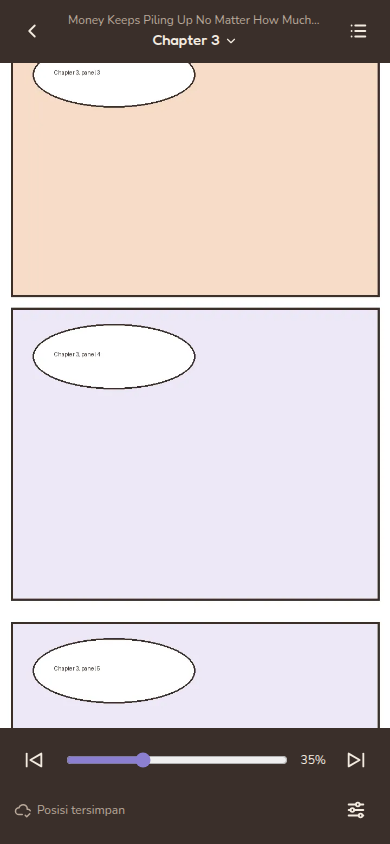 Money Keeps Piling Up No Matter How Much...
Chapter 3
Chapter 3, panel 3
Chapter 3, panel 4
Chapter 3, panel 5
35%
Posisi tersimpan